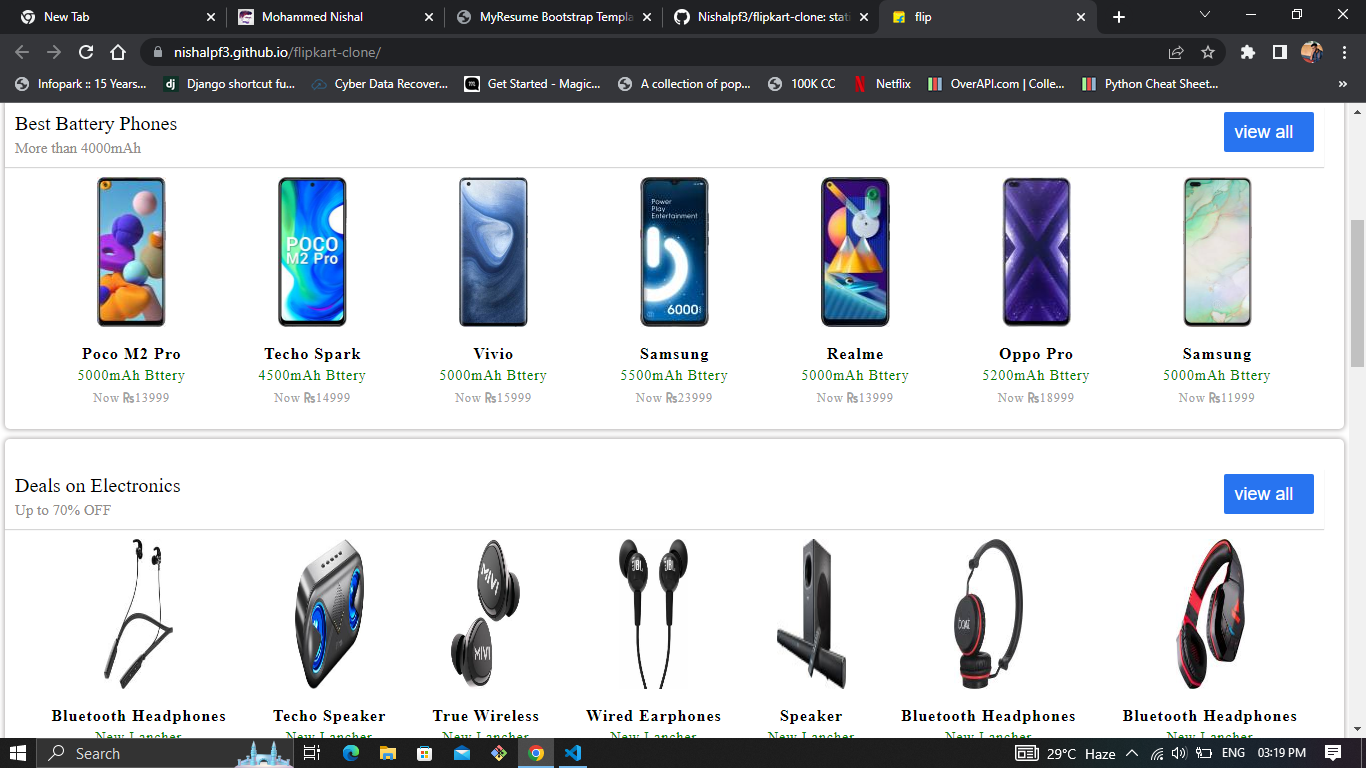 New Tab
Mohammed Nishal
MyResume Bootstrap Templa
Nishalpf3/flipkart-clone: stati
flip
nishalpf3.github.io/flipkart-clone/
Infopark :: 15 Years...
dj Django shortcut fu...
Cyber Data Recover...
m Get Started - Magic...
A collection of pop...
100K CC
N Netflix
OverAPI.com | Colle...
Python Cheat Sheet...
»
Best Battery Phones
view all
More than 4000mAh
Power
Play
Entertainment
POCO
M2 Pro
6000
Poco M2 Pro Techo Spark Vivio Samsung Realme Oppo Pro Samsung
5000mAh Bttery 4500mAh Bttery 5000mAh Bttery 5500mAh Bttery 5000mAh Bttery 5200mAh Bttery 5000mAh Bttery
Now ₨13999 Now ₨14999 Now ₨15999 Now ₨23999 Now ₨13999 Now ₨18999 Now ₨11999
Deals on Electronics
view all
Up to 70% OFF
MIVI
JBL
MIVI
Bluetooth Headphones Techo Speaker True Wireless Wired Earphones Speaker Bluetooth Headphones Bluetooth Headphones
New Lancher New Lancher New Lancher New Lancher New Lancher New Lancher New Lancher
Search
29°C Haze
ENG
03:19 PM